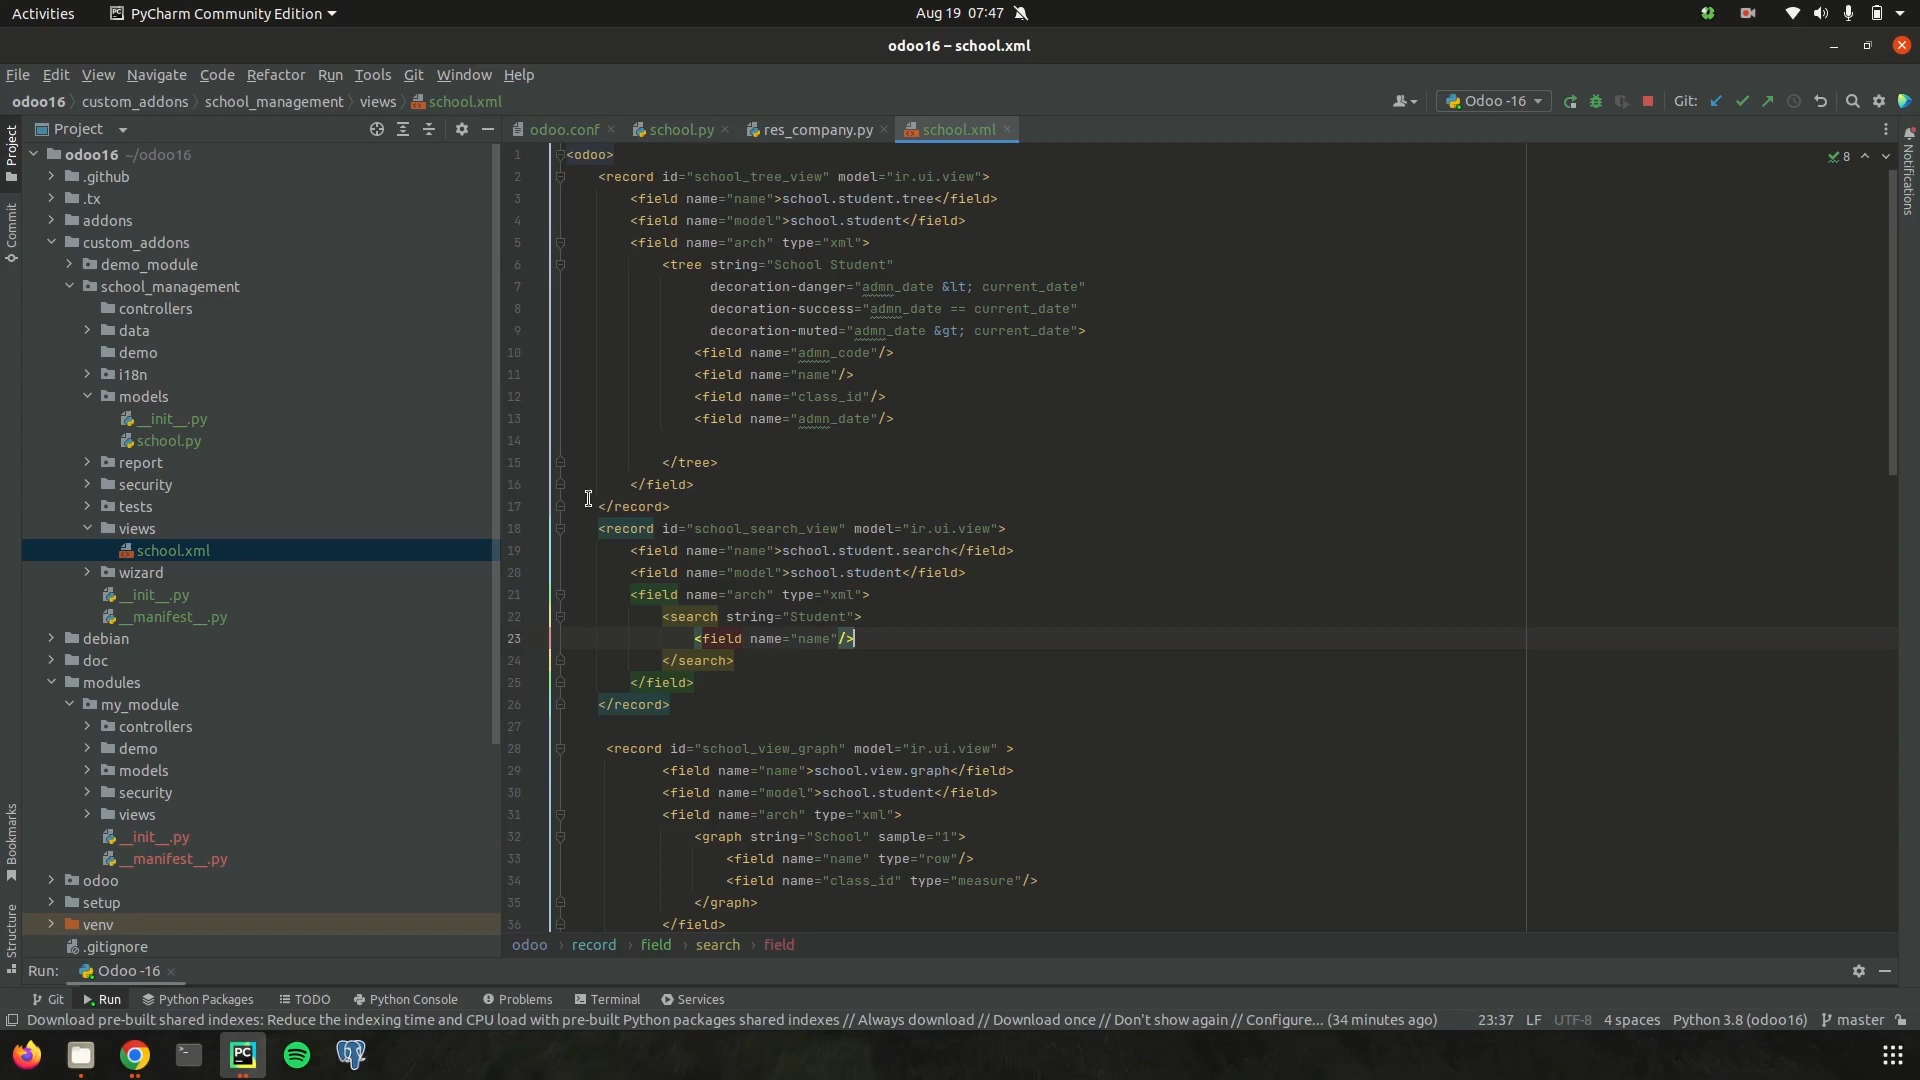 Activities
PyCharm Community Edition
Aug 19 07:47
odoo16 – school.xml
File Edit View Navigate Code Refactor Run Tools Git Window Help
odoo16 custom_addons school_management views school.xml
Odoo -16
Git:
Project
odoo.conf school.py res_company.py school.xml
Project
Commit
Bookmarks
Structure
Notifications
odoo16 ~/odoo16
.github
.tx
addons
custom_addons
demo_module
school_management
controllers
data
demo
i18n
models
__init__.py
school.py
report
security
tests
views
school.xml
wizard
__init__.py
__manifest__.py
debian
doc
modules
my_module
controllers
demo
models
security
views
__init__.py
__manifest__.py
odoo
setup
venv
.gitignore
8
1 <odoo>
2 <record id="school_tree_view" model="ir.ui.view">
3 <field name="name">school.student.tree</field>
4 <field name="model">school.student</field>
5 <field name="arch" type="xml">
6 <tree string="School Student"
7 decoration-danger="admn_date &lt; current_date"
8 decoration-success="admn_date == current_date"
9 decoration-muted="admn_date &gt; current_date">
10 <field name="admn_code"/>
11 <field name="name"/>
12 <field name="class_id"/>
13 <field name="admn_date"/>
14
15 </tree>
16 </field>
17 </record>
18 <record id="school_search_view" model="ir.ui.view">
19 <field name="name">school.student.search</field>
20 <field name="model">school.student</field>
21 <field name="arch" type="xml">
22 <search string="Student">
23 <field name="name"/>
24 </search>
25 </field>
26 </record>
27
28 <record id="school_view_graph" model="ir.ui.view" >
29 <field name="name">school.view.graph</field>
30 <field name="model">school.student</field>
31 <field name="arch" type="xml">
32 <graph string="School" sample="1">
33 <field name="name" type="row"/>
34 <field name="class_id" type="measure"/>
35 </graph>
36 </field>
odoo › record › field › search › field
Run: Odoo -16
Git Run Python Packages TODO Python Console Problems Terminal Services
Download pre-built shared indexes: Reduce the indexing time and CPU load with pre-built Python packages shared indexes // Always download // Download once // Don't show again // Configure... (34 minutes ago)
23:37 LF UTF-8 4 spaces Python 3.8 (odoo16) master
PC